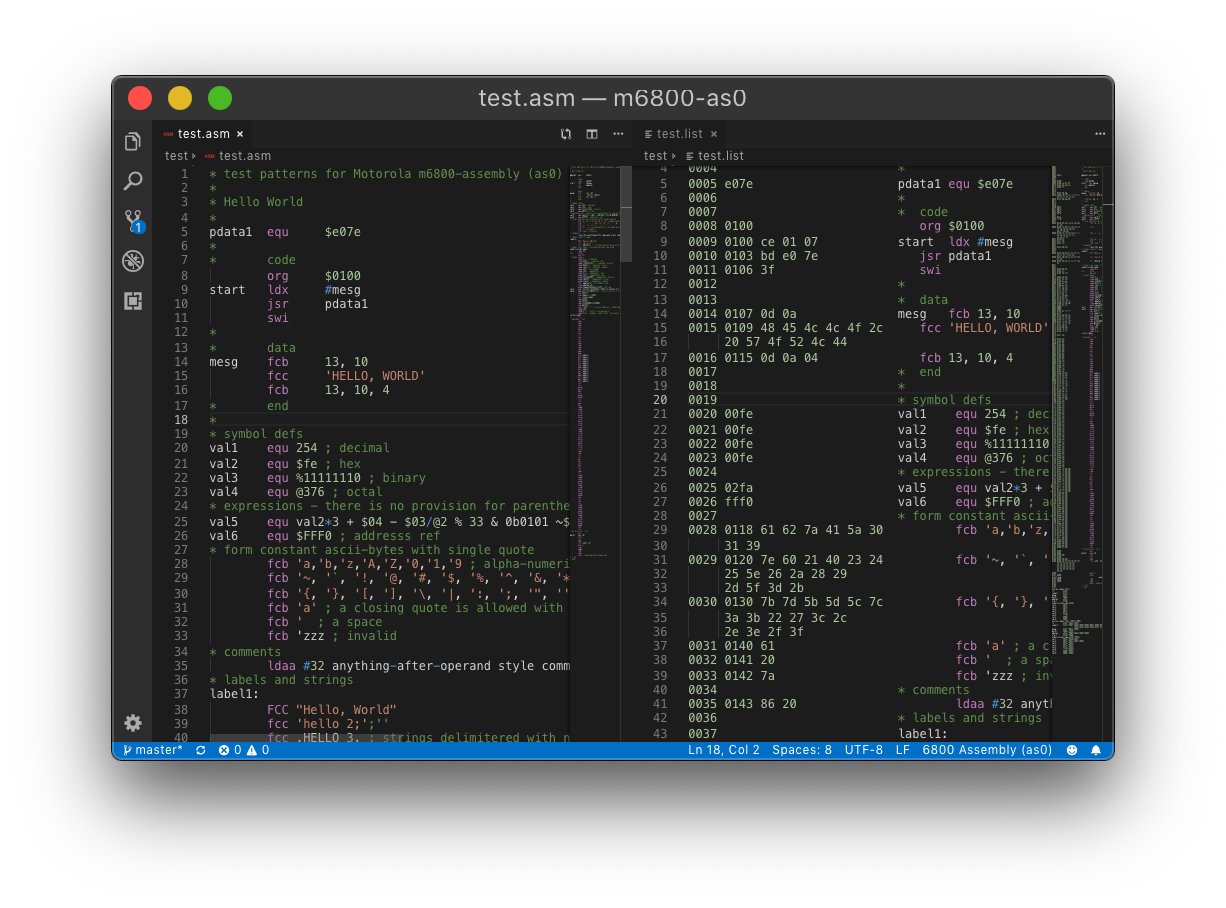 test.asm — m6800-as0
test.asm ×
test.list ×
test › test.asm
test › test.list
1 * test patterns for Motorola m6800-assembly (as0)
2 *
3 * Hello World
4 *
5 pdata1  equ     $e07e
6 *
7 *       code
8         org     $0100
9 start   ldx     #mesg
10         jsr     pdata1
11         swi
12 *
13 *       data
14 mesg    fcb     13, 10
15         fcc     'HELLO, WORLD'
16         fcb     13, 10, 4
17 *       end
18 *
19 * symbol defs
20 val1    equ 254 ; decimal
21 val2    equ $fe ; hex
22 val3    equ %11111110 ; binary
23 val4    equ @376 ; octal
24 * expressions - there is no provision for parenthe
25 val5    equ val2*3 + $04 - $03/@2 % 33 & 0b0101 ~$
26 val6    equ $FFF0 ; addresss ref
27 * form constant ascii-bytes with single quote
28         fcb 'a,'b,'z,'A,'Z,'0,'1,'9 ; alpha-numeri
29         fcb '~, '`, '!, '@, '#, '$, '%, '^, '&, '*
30         fcb '{, '}, '[, '], '\, '|, ':, ';, '", ''
31         fcb 'a' ; a closing quote is allowed with
32         fcb '  ; a space
33         fcb 'zzz ; invalid
34 * comments
35         ldaa #32 anything-after-operand style comm
36 * labels and strings
37 label1:
38         FCC "Hello, World"
39         fcc 'hello 2;';''
40         fcc .HELLO 3. ; strings delimitered with n
4 0004                         *
5 0005 e07e                    pdata1 equ $e07e
6 0006                         *
7 0007                         *  code
8 0008 0100                       org $0100
9 0009 0100 ce 01 07           start  ldx #mesg
10 0010 0103 bd e0 7e              jsr pdata1
11 0011 0106 3f                    swi
12 0012                         *
13 0013                         *  data
14 0014 0107 0d 0a              mesg   fcb 13, 10
15 0015 0109 48 45 4c 4c 4f 2c     fcc 'HELLO, WORLD'
16      20 57 4f 52 4c 44
17 0016 0115 0d 0a 04              fcb 13, 10, 4
18 0017                         *  end
19 0018                         *
20 0019                         * symbol defs
21 0020 00fe                    val1    equ 254 ; dec
22 0021 00fe                    val2    equ $fe ; hex
23 0022 00fe                    val3    equ %11111110
24 0023 00fe                    val4    equ @376 ; oc
25 0024                         * expressions - there
26 0025 02fa                    val5    equ val2*3 +
27 0026 fff0                    val6    equ $FFF0 ; a
28 0027                         * form constant ascii-
29 0028 0118 61 62 7a 41 5a 30          fcb 'a,'b,'z,
30      31 39
31 0029 0120 7e 60 21 40 23 24          fcb '~, '`, '
32      25 5e 26 2a 28 29
33      2d 5f 3d 2b
34 0030 0130 7b 7d 5b 5d 5c 7c          fcb '{, '}, '
35      3a 3b 22 27 3c 2c
36      2e 3e 2f 3f
37 0031 0140 61                         fcb 'a' ; a c
38 0032 0141 20                         fcb '  ; a spa
39 0033 0142 7a                         fcb 'zzz ; inv
40 0034                         * comments
41 0035 0143 86 20                      ldaa #32 anyt
42 0036                         * labels and strings
43 0037                         label1:
1
master* 0 0
Ln 18, Col 2 Spaces: 8 UTF-8 LF 6800 Assembly (as0)